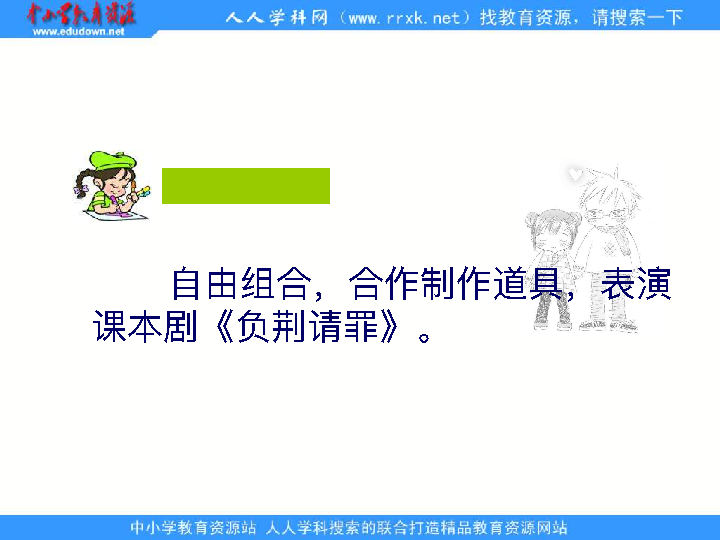 中小学教育资源
www.edudown.net
人人学科网（www.rrxk.net）找教育资源，请搜索一下
自由组合，合作制作道具，表演
课本剧《负荆请罪》。
中小学教育资源站 人人学科搜索的联合打造精品教育资源网站